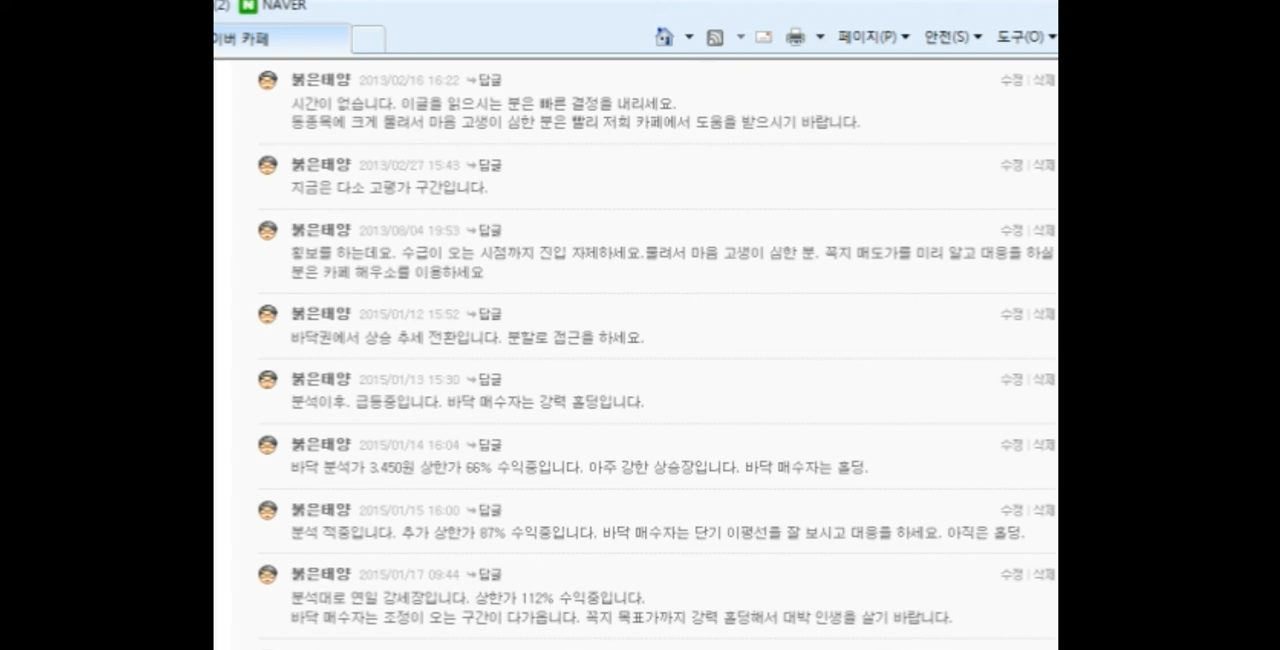 (2) NAVER
이버 카페
페이지(P) 안전(S) 도구(O)
붉은태양 2013/02/16 16:22 답글 수정 | 삭제
시간이 없습니다. 이글을 읽으시는 분은 빠른 결정을 내리세요.
동종목에 크게 물려서 마음 고생이 심한 분은 빨리 저희 카페에서 도움을 받으시기 바랍니다.
붉은태양 2013/02/27 15:43 답글 수정 | 삭제
지금은 다소 고평가 구간입니다.
붉은태양 2013/08/04 19:53 답글 수정 | 삭제
횡보를 하는데요. 수급이 오는 시점까지 진입 자제하세요.물려서 마음 고생이 심한 분. 꼭지 매도가를 미리 알고 대응을 하실
분은 카페 해우소를 이용하세요
붉은태양 2015/01/12 15:52 답글 수정 | 삭제
바닥권에서 상승 추세 전환입니다. 분할로 접근을 하세요.
붉은태양 2015/01/13 15:30 답글 수정 | 삭제
분석이후. 급등중입니다. 바닥 매수자는 강력 홀딩입니다.
붉은태양 2015/01/14 16:04 답글 수정 | 삭제
바닥 분석가 3.450원 상한가 66% 수익중입니다. 아주 강한 상승장입니다. 바닥 매수자는 홀딩.
붉은태양 2015/01/15 16:00 답글 수정 | 삭제
분석 적중입니다. 추가 상한가 87% 수익중입니다. 바닥 매수자는 단기 이평선을 잘 보시고 대응을 하세요. 아직은 홀딩.
붉은태양 2015/01/17 09:44 답글 수정 | 삭제
분석대로 연일 강세장입니다. 상한가 112% 수익중입니다.
바닥 매수자는 조정이 오는 구간이 다가옵니다. 꼭지 목표가까지 강력 홀딩해서 대박 인생을 살기 바랍니다.